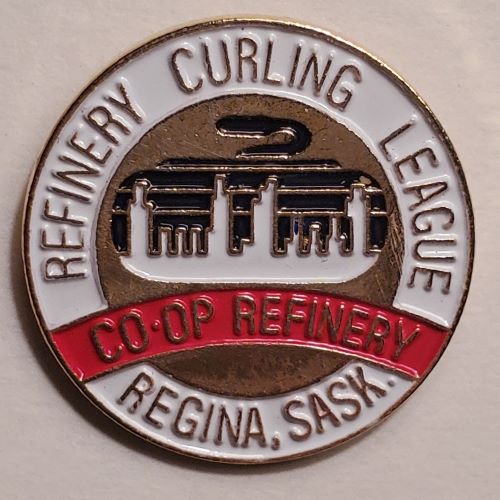 REFINERY CURLING LEAGUE
CO·OP REFINERY
REGINA, SASK.